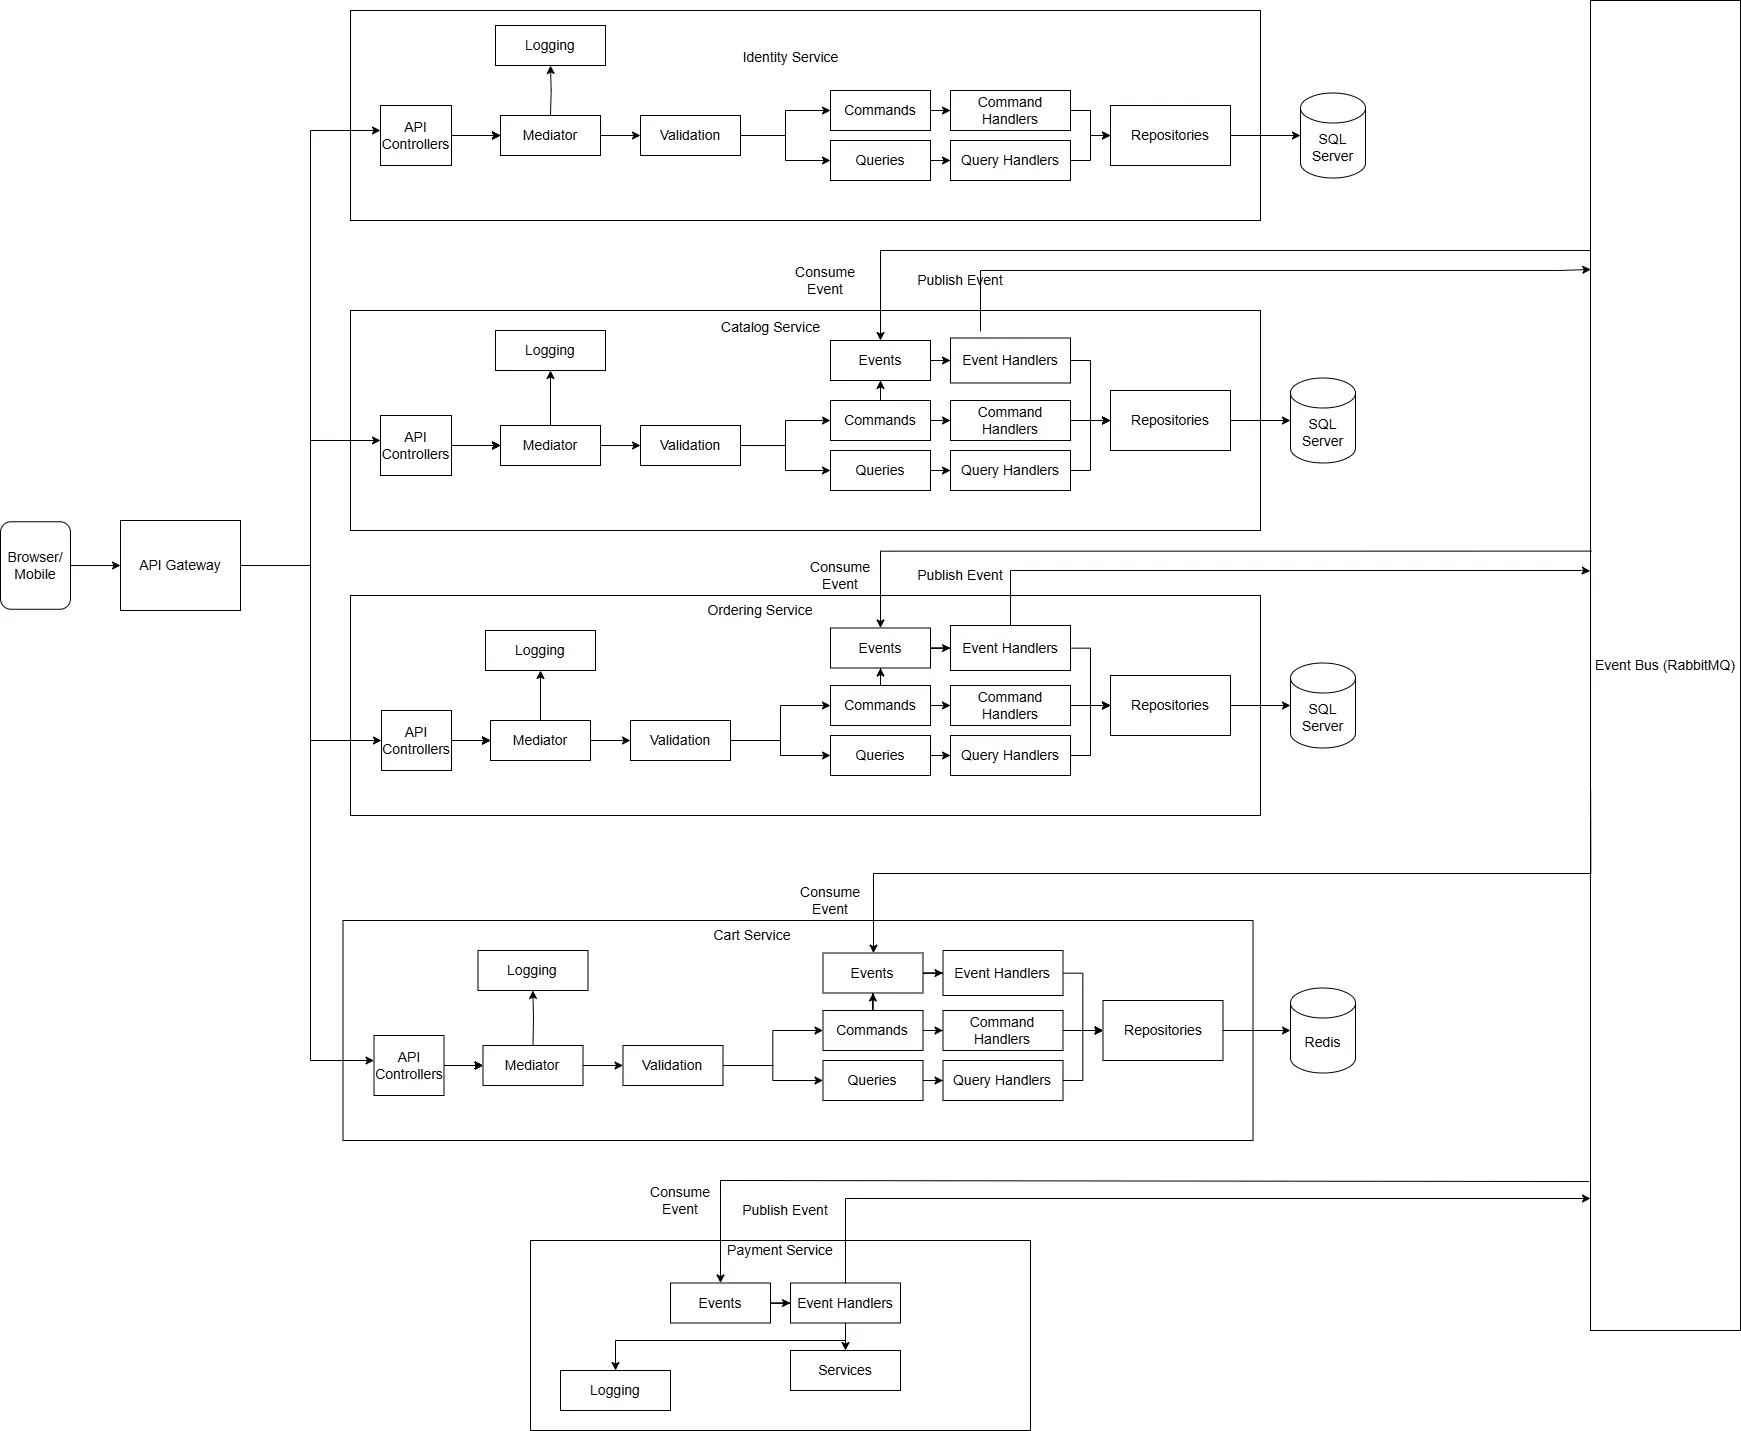 Logging
Identity Service
API
Controllers
Mediator
Validation
Commands
Command
Handlers
Queries
Query Handlers
Repositories
SQL
Server
Consume
Event
Publish Event
Catalog Service
Logging
Events
Event Handlers
API
Controllers
Mediator
Validation
Commands
Command
Handlers
Queries
Query Handlers
Repositories
SQL
Server
Browser/
Mobile
API Gateway
Consume
Event
Publish Event
Ordering Service
Logging
Events
Event Handlers
API
Controllers
Mediator
Validation
Commands
Command
Handlers
Queries
Query Handlers
Repositories
SQL
Server
Event Bus (RabbitMQ)
Consume
Event
Cart Service
Logging
Events
Event Handlers
API
Controllers
Mediator
Validation
Commands
Command
Handlers
Queries
Query Handlers
Repositories
Redis
Consume
Event
Publish Event
Payment Service
Events
Event Handlers
Services
Logging